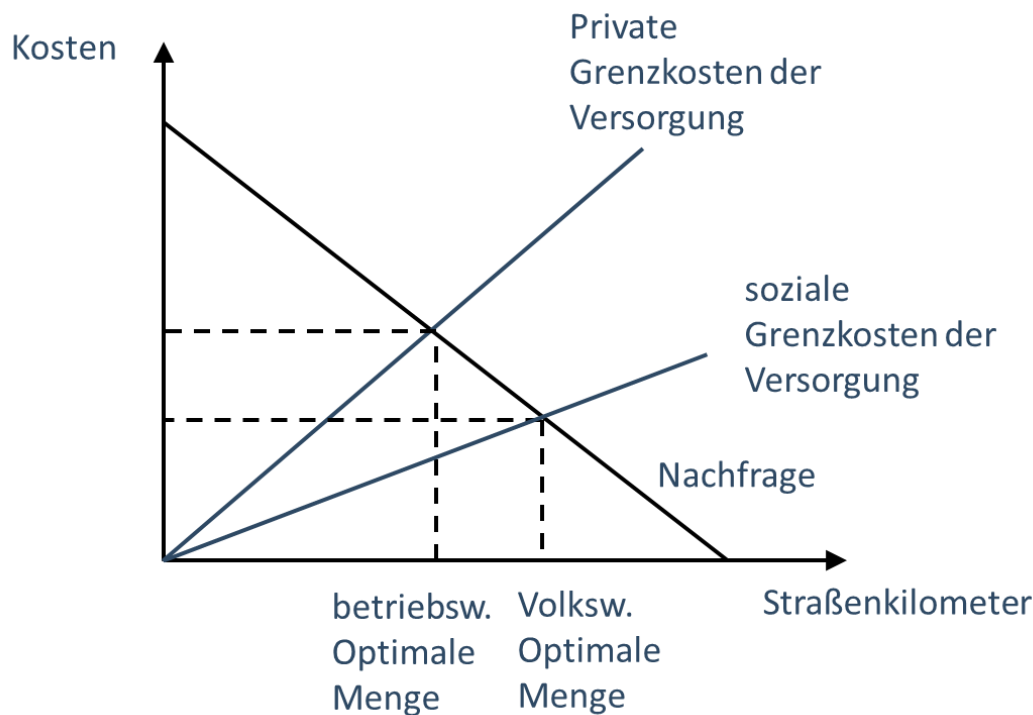 Kosten
Private
Grenzkosten der
Versorgung
soziale
Grenzkosten der
Versorgung
Nachfrage
Straßenkilometer
betriebsw.
Optimale
Menge
Volksw.
Optimale
Menge